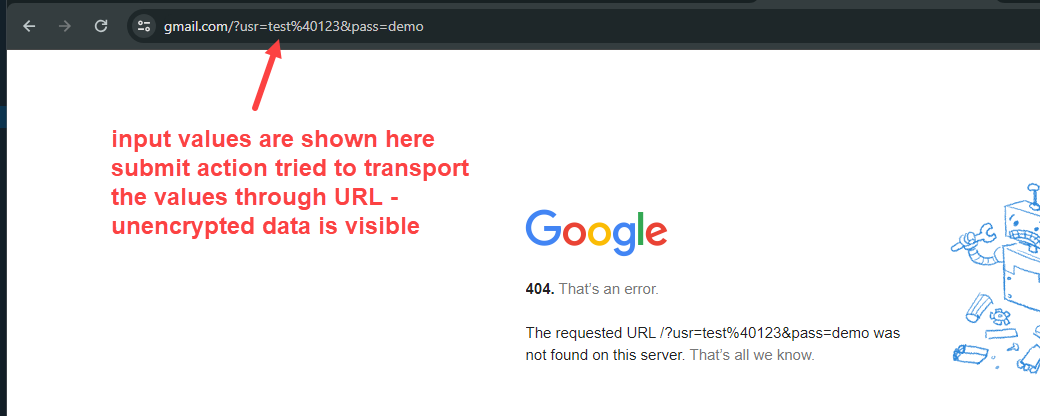 gmail.com/?usr=test%40123&pass=demo
input values are shown here
submit action tried to transport
the values through URL -
unencrypted data is visible
Google
404. That's an error.
The requested URL /?usr=test%40123&pass=demo was
not found on this server. That's all we know.